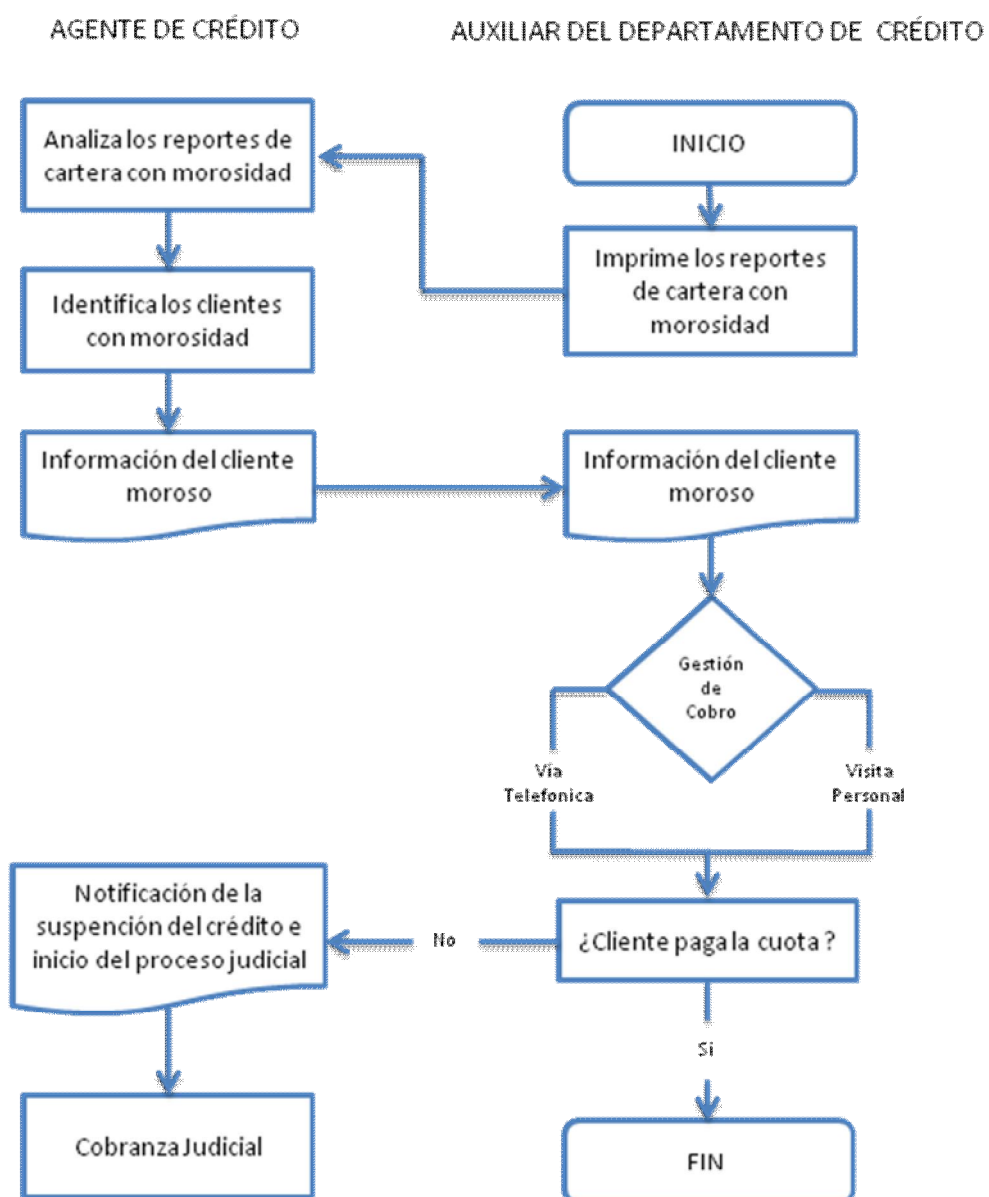 AGENTE DE CRÉDITO
AUXILIAR DEL DEPARTAMENTO DE CRÉDITO
INICIO
Imprime los reportes
de cartera con
morosidad
Analiza los reportes de
cartera con morosidad
Identifica los clientes
con morosidad
Información del cliente
moroso
Información del cliente
moroso
Gestión
de
Cobro
Vía
Telefonica
Visita
Personal
¿Cliente paga la cuota ?
No
Notificación de la
suspención del crédito e
inicio del proceso judicial
Cobranza Judicial
Si
FIN